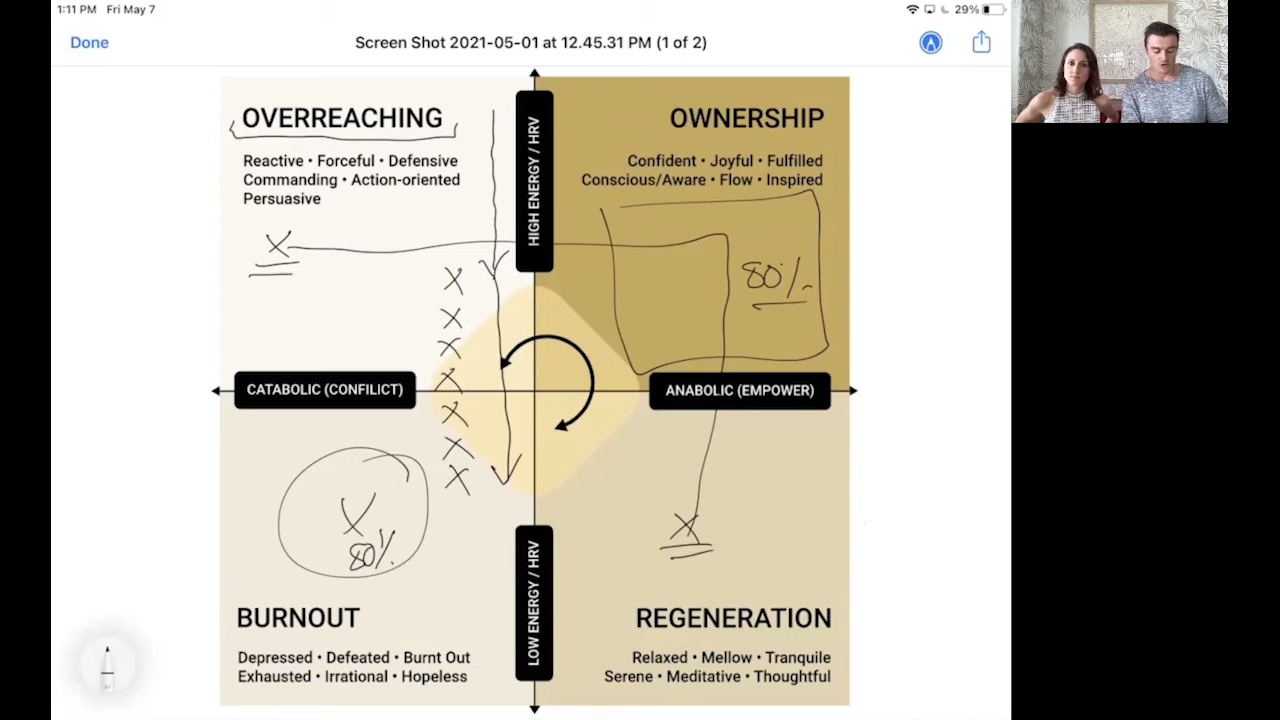 1:11 PM Fri May 7
29%
Done
Screen Shot 2021-05-01 at 12.45.31 PM (1 of 2)
OVERREACHING
Reactive • Forceful • Defensive
Commanding • Action-oriented
Persuasive
HIGH ENERGY / HRV
OWNERSHIP
Confident • Joyful • Fulfilled
Conscious/Aware • Flow • Inspired
X
X
X
X
X
X
X
X
80%
CATABOLIC (CONFILICT)
ANABOLIC (EMPOWER)
X
80%
X
BURNOUT
Depressed • Defeated • Burnt Out
Exhausted • Irrational • Hopeless
LOW ENERGY / HRV
REGENERATION
Relaxed • Mellow • Tranquile
Serene • Meditative • Thoughtful